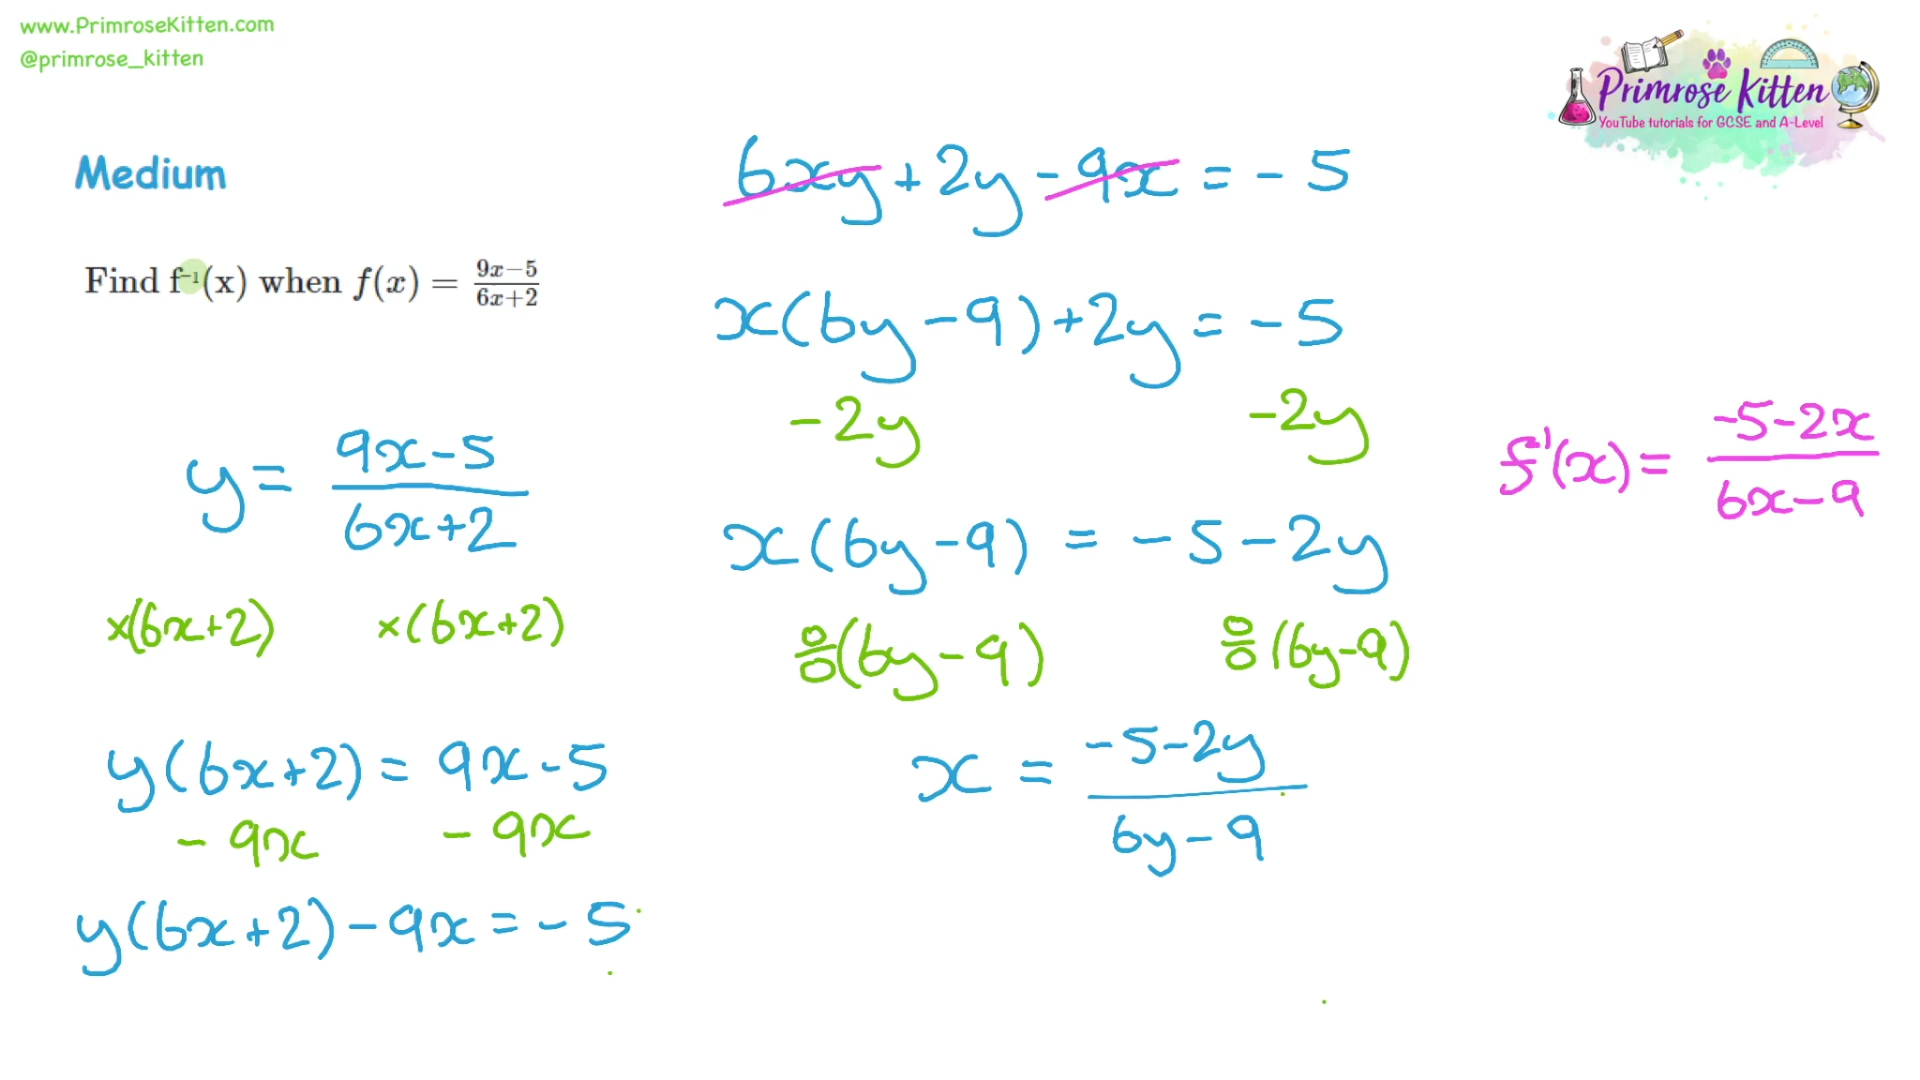 www.PrimroseKitten.com
@primrose_kitten
Primrose Kitten
YouTube tutorials for GCSE and A-Level
Medium
Find f⁻¹(x) when f(x) = (9x−5)/(6x+2)
y = (9x-5)/(6x+2)
×(6x+2) ×(6x+2)
y(6x+2) = 9x-5
- 9x - 9x
y(6x+2) - 9x = -5
6xy + 2y - 9x = -5
x(6y-9) + 2y = -5
-2y -2y
x(6y-9) = -5-2y
÷(6y-9) ÷(6y-9)
x = (-5-2y)/(6y-9)
f⁻¹(x) = (-5-2x)/(6x-9)